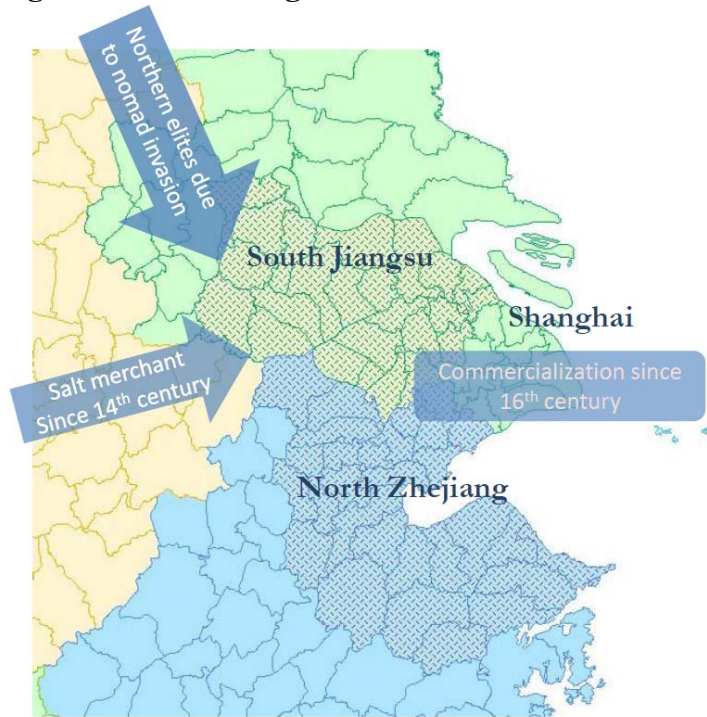 Northern elites due
to nomad invasion
South Jiangsu
Shanghai
Salt merchant
Since 14th century
Commercialization since
16th century
North Zhejiang